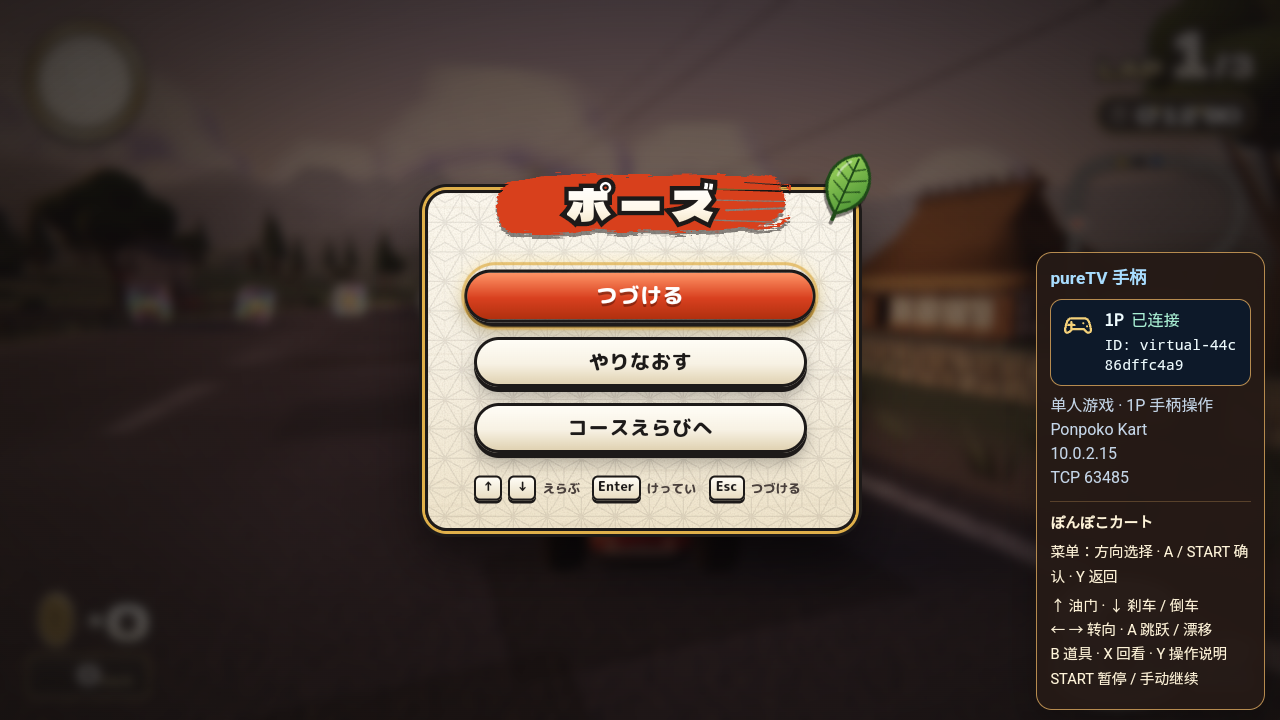 1/3
ポーズ
つづける
やりなおす
コースえらびへ
↑ ↓ えらぶ Enter けってい Esc つづける
pureTV 手柄
1P 已连接
ID: virtual-44c
86dffc4a9
单人游戏 · 1P 手柄操作
Ponpoko Kart
10.0.2.15
TCP 63485
ぽんぽこカート
菜单：方向选择 · A / START 确
认 · Y 返回
↑ 油门 · ↓ 刹车 / 倒车
← → 转向 · A 跳跃 / 漂移
B 道具 · X 回看 · Y 操作说明
START 暂停 / 手动继续